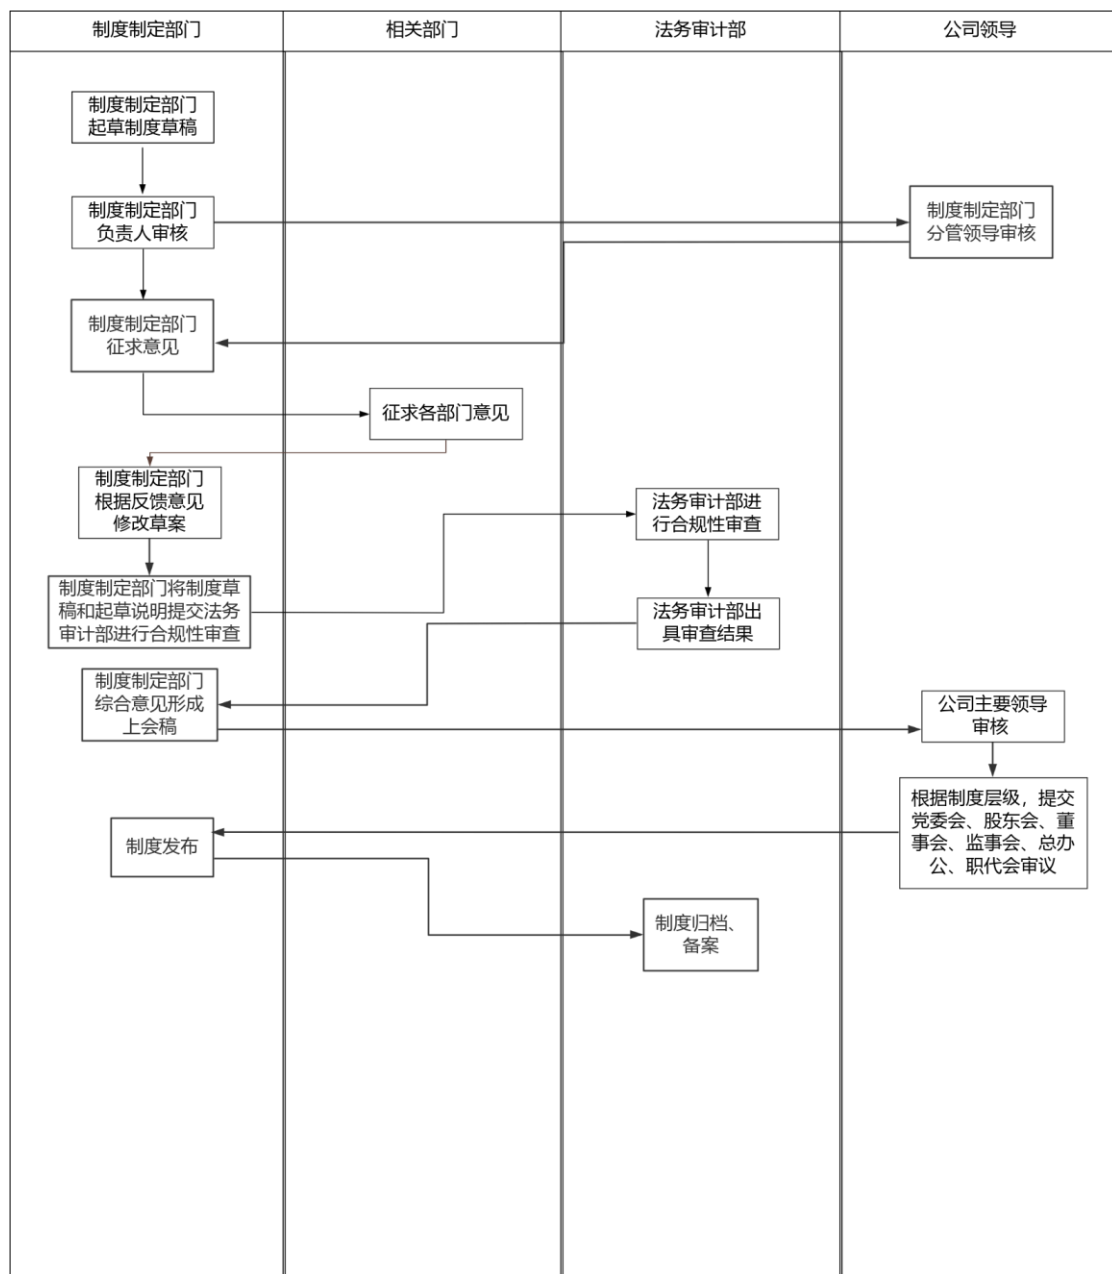 制度制定部门
相关部门
法务审计部
公司领导
制度制定部门
起草制度草稿
制度制定部门
负责人审核
制度制定部门
分管领导审核
制度制定部门
征求意见
征求各部门意见
制度制定部门
根据反馈意见
修改草案
制度制定部门将制度草
稿和起草说明提交法务
审计部进行合规性审查
法务审计部进
行合规性审查
法务审计部出
具审查结果
制度制定部门
综合意见形成
上会稿
公司主要领导
审核
根据制度层级，提交
党委会、股东会、董
事会、监事会、总办
公、职代会审议
制度发布
制度归档、
备案